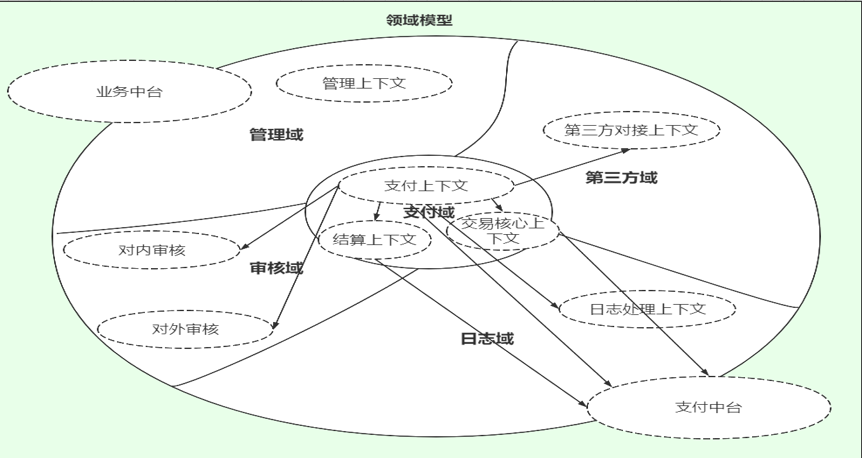 领域模型
业务中台
管理上下文
管理域
第三方对接上下文
第三方域
支付上下文
支付域
结算上下文
交易核心上
下文
对内审核
审核域
对外审核
日志处理上下文
日志域
支付中台